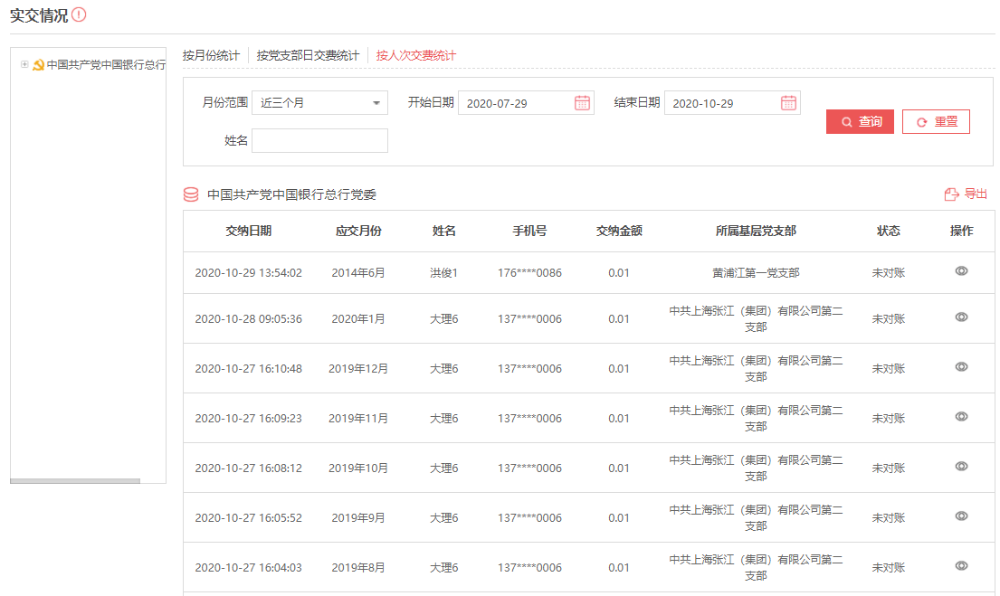 实交情况
中国共产党中国银行总行
按月份统计 按党支部日交费统计 按人次交费统计
月份范围 近三个月 开始日期 2020-07-29 结束日期 2020-10-29
查询 重置
姓名
中国共产党中国银行总行党委 导出
交纳日期 应交月份 姓名 手机号 交纳金额 所属基层党支部 状态 操作
2020-10-29 13:54:02 2014年6月 洪俊1 176****0086 0.01 黄浦江第一党支部 未对账
2020-10-28 09:05:36 2020年1月 大理6 137****0006 0.01 中共上海张江（集团）有限公司第二
支部 未对账
2020-10-27 16:10:48 2019年12月 大理6 137****0006 0.01 中共上海张江（集团）有限公司第二
支部 未对账
2020-10-27 16:09:23 2019年11月 大理6 137****0006 0.01 中共上海张江（集团）有限公司第二
支部 未对账
2020-10-27 16:08:12 2019年10月 大理6 137****0006 0.01 中共上海张江（集团）有限公司第二
支部 未对账
2020-10-27 16:05:52 2019年9月 大理6 137****0006 0.01 中共上海张江（集团）有限公司第二
支部 未对账
2020-10-27 16:04:03 2019年8月 大理6 137****0006 0.01 中共上海张江（集团）有限公司第二
支部 未对账